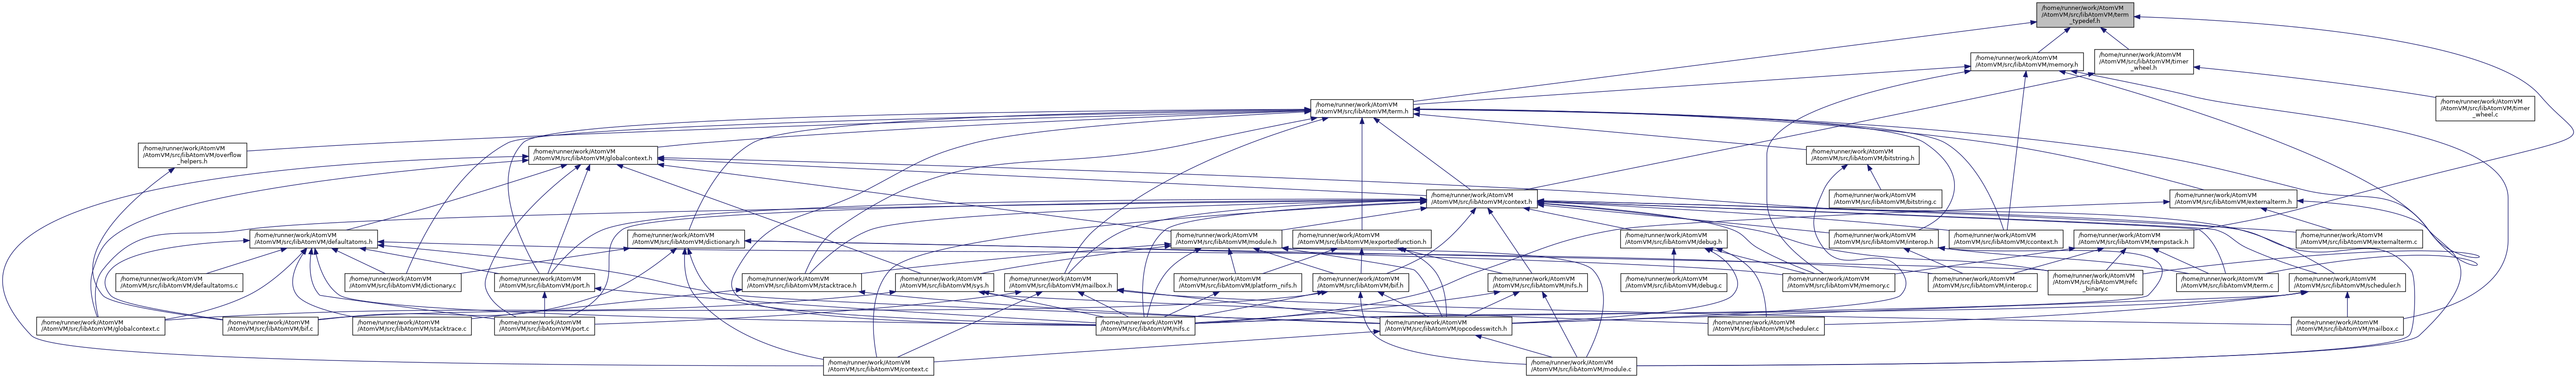 /home/runner/work/AtomVM
/AtomVM/src/libAtomVM/term
_typedef.h
/home/runner/work/AtomVM
/AtomVM/src/libAtomVM/memory.h
/home/runner/work/AtomVM
/AtomVM/src/libAtomVM/timer
_wheel.h
/home/runner/work/AtomVM
/AtomVM/src/libAtomVM/term.h
/home/runner/work/AtomVM
/AtomVM/src/libAtomVM/timer
_wheel.c
/home/runner/work/AtomVM
/AtomVM/src/libAtomVM/overflow
_helpers.h
/home/runner/work/AtomVM
/AtomVM/src/libAtomVM/globalcontext.h
/home/runner/work/AtomVM
/AtomVM/src/libAtomVM/bitstring.h
/home/runner/work/AtomVM
/AtomVM/src/libAtomVM/context.h
/home/runner/work/AtomVM
/AtomVM/src/libAtomVM/bitstring.c
/home/runner/work/AtomVM
/AtomVM/src/libAtomVM/externalterm.h
/home/runner/work/AtomVM
/AtomVM/src/libAtomVM/defaultatoms.h
/home/runner/work/AtomVM
/AtomVM/src/libAtomVM/dictionary.h
/home/runner/work/AtomVM
/AtomVM/src/libAtomVM/module.h
/home/runner/work/AtomVM
/AtomVM/src/libAtomVM/exportedfunction.h
/home/runner/work/AtomVM
/AtomVM/src/libAtomVM/debug.h
/home/runner/work/AtomVM
/AtomVM/src/libAtomVM/interop.h
/home/runner/work/AtomVM
/AtomVM/src/libAtomVM/ccontext.h
/home/runner/work/AtomVM
/AtomVM/src/libAtomVM/tempstack.h
/home/runner/work/AtomVM
/AtomVM/src/libAtomVM/externalterm.c
/home/runner/work/AtomVM
/AtomVM/src/libAtomVM/defaultatoms.c
/home/runner/work/AtomVM
/AtomVM/src/libAtomVM/dictionary.c
/home/runner/work/AtomVM
/AtomVM/src/libAtomVM/port.h
/home/runner/work/AtomVM
/AtomVM/src/libAtomVM/stacktrace.h
/home/runner/work/AtomVM
/AtomVM/src/libAtomVM/sys.h
/home/runner/work/AtomVM
/AtomVM/src/libAtomVM/mailbox.h
/home/runner/work/AtomVM
/AtomVM/src/libAtomVM/platform_nifs.h
/home/runner/work/AtomVM
/AtomVM/src/libAtomVM/bif.h
/home/runner/work/AtomVM
/AtomVM/src/libAtomVM/nifs.h
/home/runner/work/AtomVM
/AtomVM/src/libAtomVM/debug.c
/home/runner/work/AtomVM
/AtomVM/src/libAtomVM/memory.c
/home/runner/work/AtomVM
/AtomVM/src/libAtomVM/interop.c
/home/runner/work/AtomVM
/AtomVM/src/libAtomVM/refc
_binary.c
/home/runner/work/AtomVM
/AtomVM/src/libAtomVM/term.c
/home/runner/work/AtomVM
/AtomVM/src/libAtomVM/scheduler.h
/home/runner/work/AtomVM
/AtomVM/src/libAtomVM/globalcontext.c
/home/runner/work/AtomVM
/AtomVM/src/libAtomVM/bif.c
/home/runner/work/AtomVM
/AtomVM/src/libAtomVM/stacktrace.c
/home/runner/work/AtomVM
/AtomVM/src/libAtomVM/port.c
/home/runner/work/AtomVM
/AtomVM/src/libAtomVM/nifs.c
/home/runner/work/AtomVM
/AtomVM/src/libAtomVM/opcodesswitch.h
/home/runner/work/AtomVM
/AtomVM/src/libAtomVM/scheduler.c
/home/runner/work/AtomVM
/AtomVM/src/libAtomVM/mailbox.c
/home/runner/work/AtomVM
/AtomVM/src/libAtomVM/context.c
/home/runner/work/AtomVM
/AtomVM/src/libAtomVM/module.c